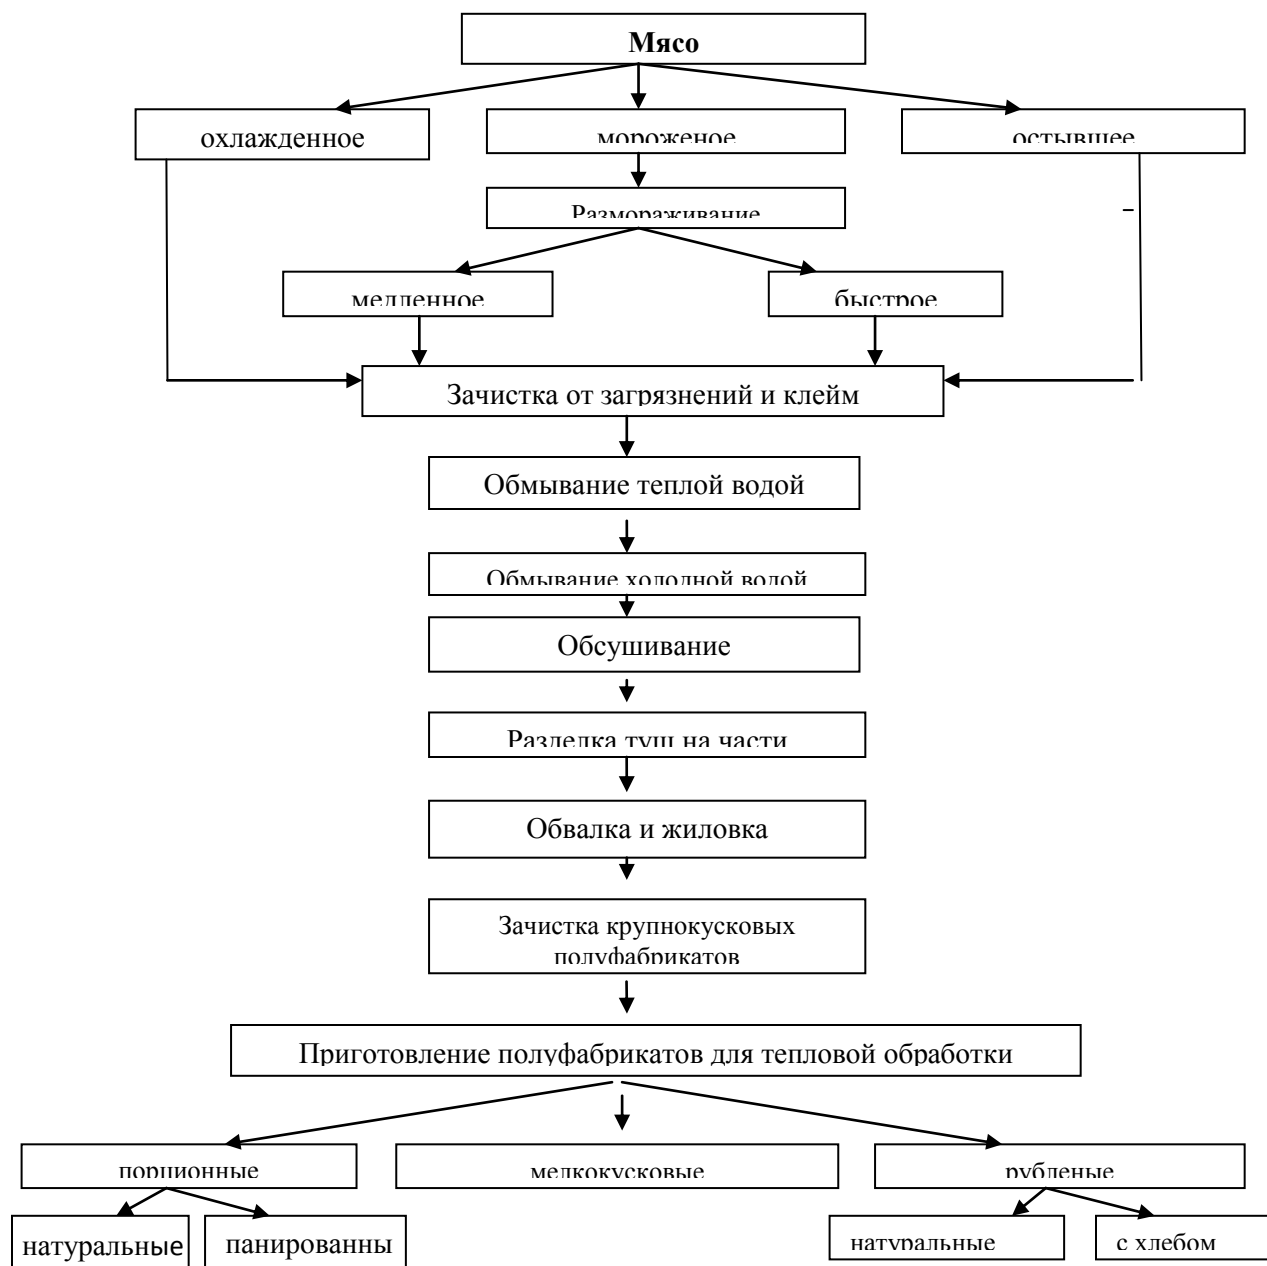 Мясо
охлажденное
мороженое
остывшее
Размораживание
медленное
быстрое
Зачистка от загрязнений и клейм
Обмывание теплой водой
Обмывание холодной водой
Обсушивание
Разделка туш на части
Обвалка и жиловка
Зачистка крупнокусковых
полуфабрикатов
Приготовление полуфабрикатов для тепловой обработки
порционные
мелкокусковые
рубленые
натуральные
панированны
натуральные
с хлебом